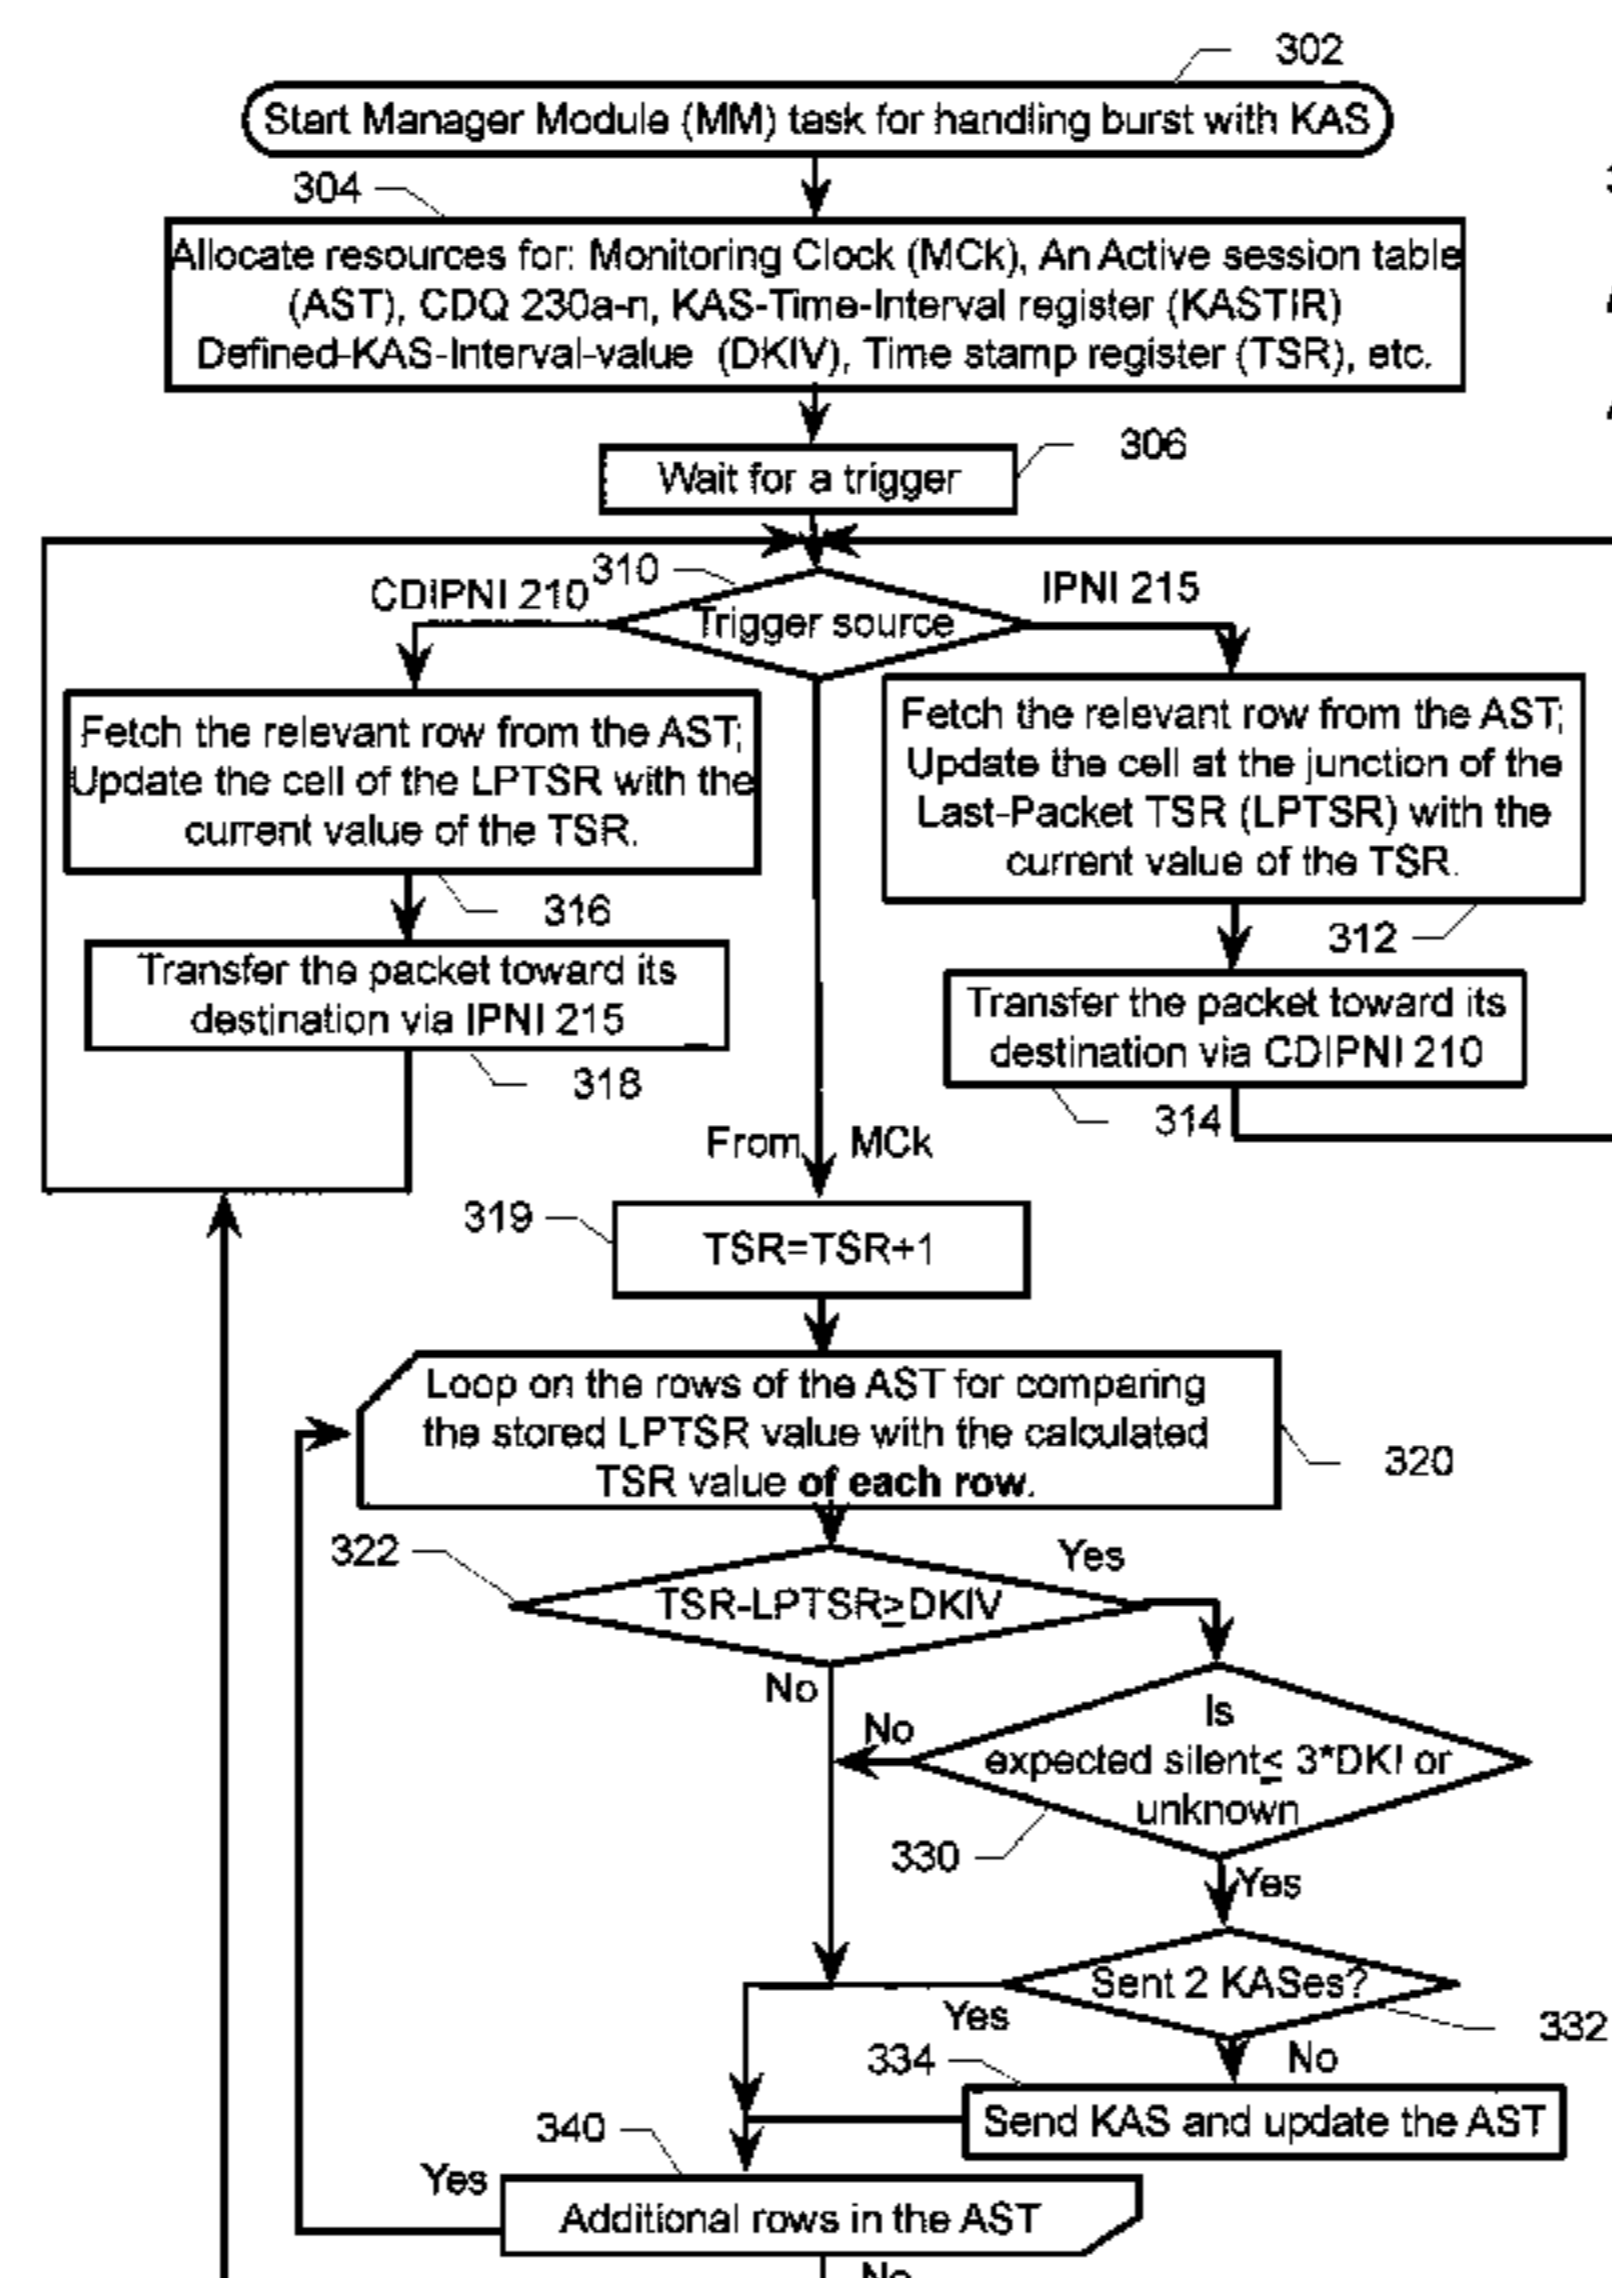 302
Start Manager Module (MM) task for handling burst with KAS
304
Allocate resources for: Monitoring Clock (MCk), An Active session table
(AST), CDQ 230a-n, KAS-Time-Interval register (KASTIR)
Defined-KAS-Interval-value (DKIV), Time stamp register (TSR), etc.
306
Wait for a trigger
310
CDIPNI 210
IPNI 215
Trigger source
Fetch the relevant row from the AST;
Update the cell of the LPTSR with the
current value of the TSR.
316
Fetch the relevant row from the AST;
Update the cell at the junction of the
Last-Packet TSR (LPTSR) with the
current value of the TSR.
312
Transfer the packet toward its
destination via IPNI 215
318
Transfer the packet toward its
destination via CDIPNI 210
314
From MCk
319
TSR=TSR+1
Loop on the rows of the AST for comparing
the stored LPTSR value with the calculated
TSR value of each row.
320
322
TSR-LPTSR≥DKIV
Yes
No
Is
expected silent≤ 3*DKI or
unknown
No
330
Yes
Sent 2 KASes?
332
Yes
No
334
Send KAS and update the AST
340
Yes
Additional rows in the AST
No